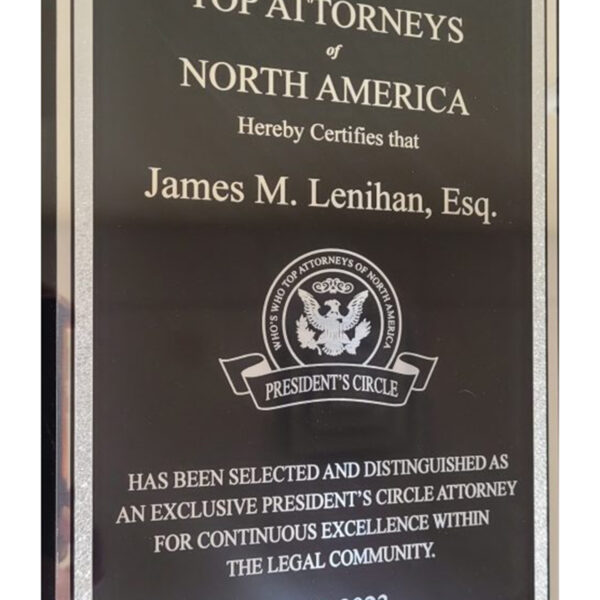 TOP ATTORNEYS
of
NORTH AMERICA
Hereby Certifies that
James M. Lenihan, Esq.
WHO'S WHO TOP ATTORNEYS OF NORTH AMERICA
PRESIDENT'S CIRCLE
HAS BEEN SELECTED AND DISTINGUISHED AS
AN EXCLUSIVE PRESIDENT'S CIRCLE ATTORNEY
FOR CONTINUOUS EXCELLENCE WITHIN
THE LEGAL COMMUNITY.